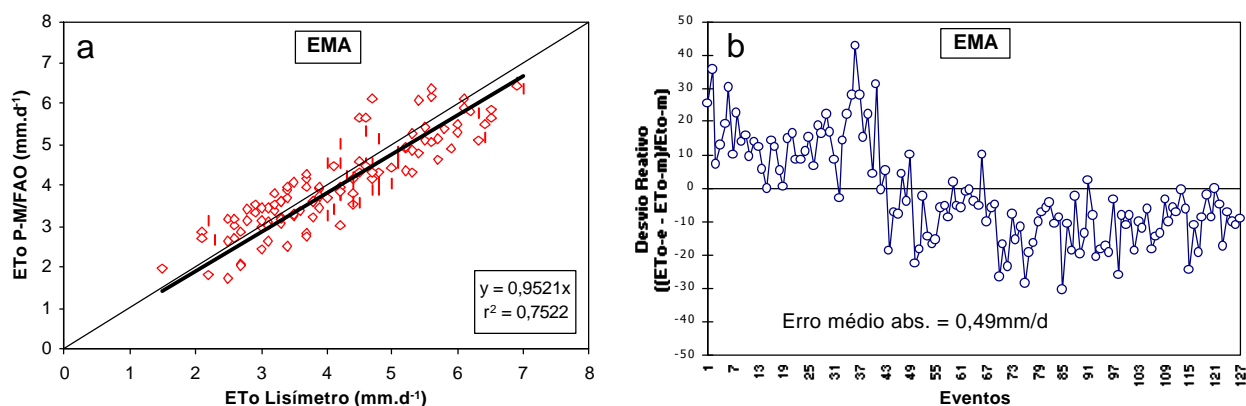 a
EMA
ETo P-M/FAO (mm.d-1)
8
7
6
5
4
3
2
1
0
y = 0,9521x
r² = 0,7522
0 1 2 3 4 5 6 7 8
ETo Lisímetro (mm.d-1)
b
EMA
Desvio Relativo
((ETo-e - ETo-m)/Eto-m)
50
40
30
20
10
0
-10
-20
-30
-40
-50
Erro médio abs. = 0,49mm/d
1 7 13 19 25 31 37 43 49 55 61 67 73 79 85 91 97 103 109 115 121 127
Eventos